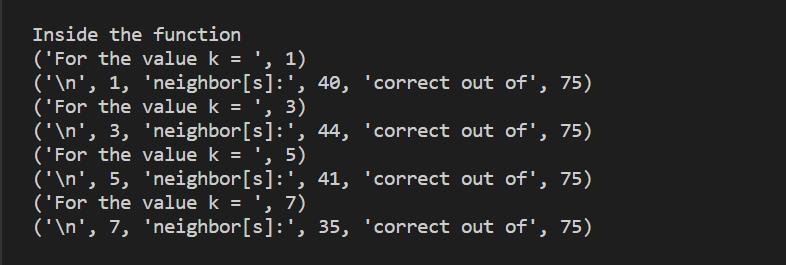 Inside the function
('For the value k = ', 1)
('\n', 1, 'neighbor[s]:', 40, 'correct out of', 75)
('For the value k = ', 3)
('\n', 3, 'neighbor[s]:', 44, 'correct out of', 75)
('For the value k = ', 5)
('\n', 5, 'neighbor[s]:', 41, 'correct out of', 75)
('For the value k = ', 7)
('\n', 7, 'neighbor[s]:', 35, 'correct out of', 75)